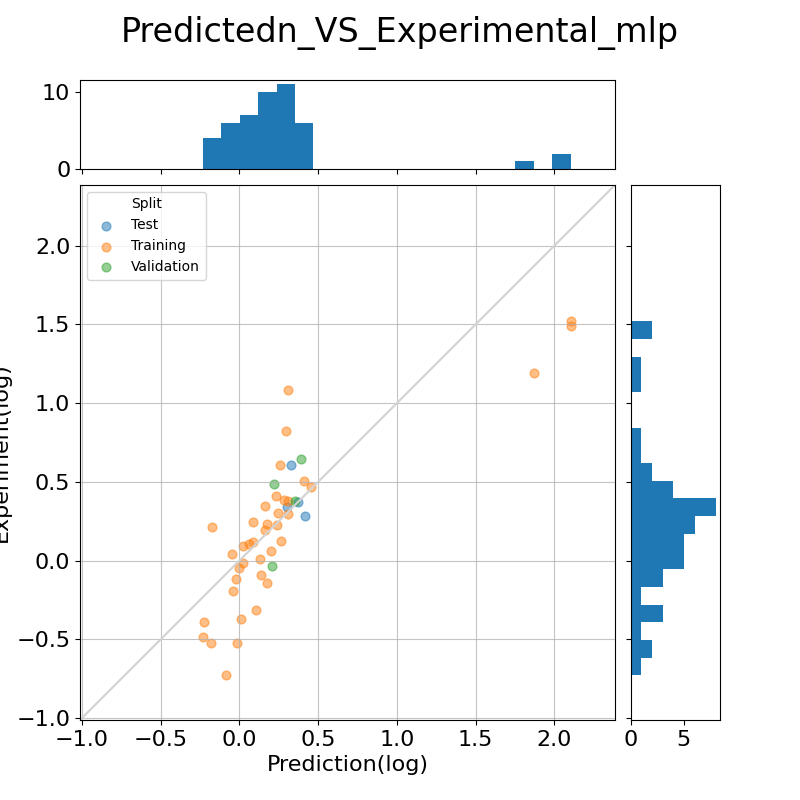 Predictedn_VS_Experimental_mlp
10
0
Split
Test
Training
Validation
2.0
1.5
1.0
0.5
0.0
−0.5
−1.0
−1.0 −0.5 0.0 0.5 1.0 1.5 2.0
0 5
Prediction(log)
Experiment(log)